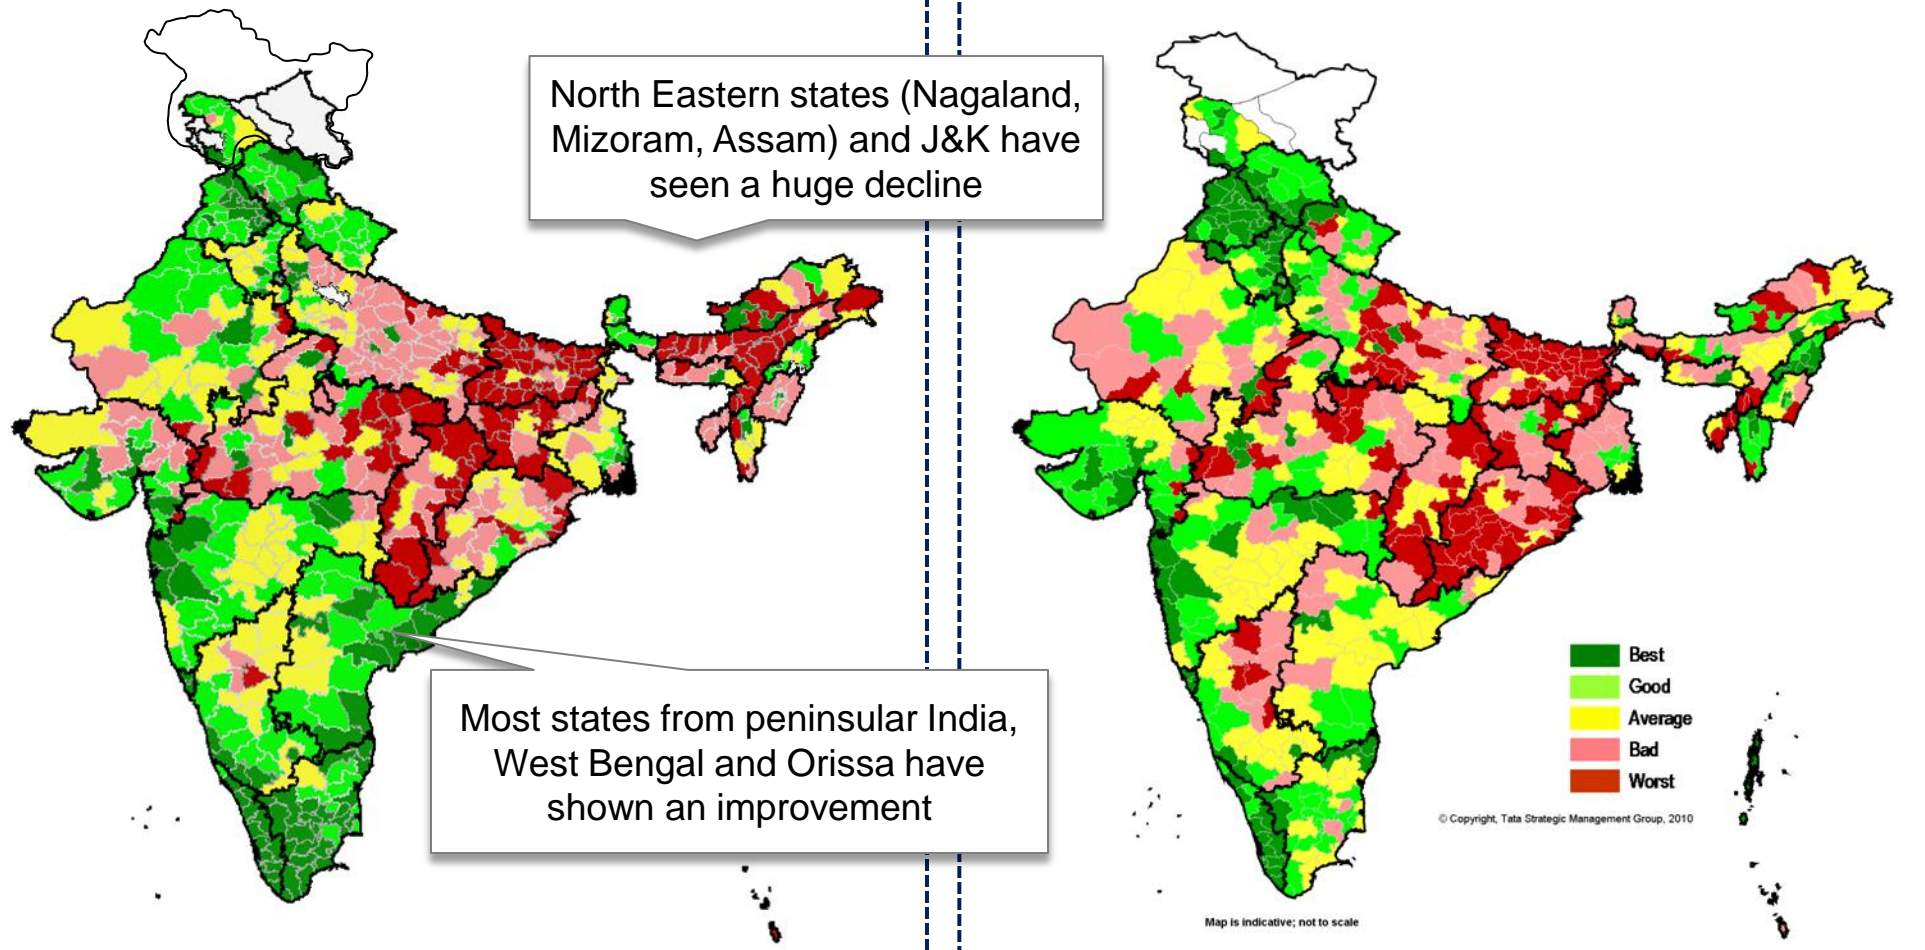 North Eastern states (Nagaland,
Mizoram, Assam) and J&K have
seen a huge decline
Most states from peninsular India,
West Bengal and Orissa have
shown an improvement
Best
Good
Average
Bad
Worst
© Copyright, Tata Strategic Management Group, 2010
Map is indicative; not to scale